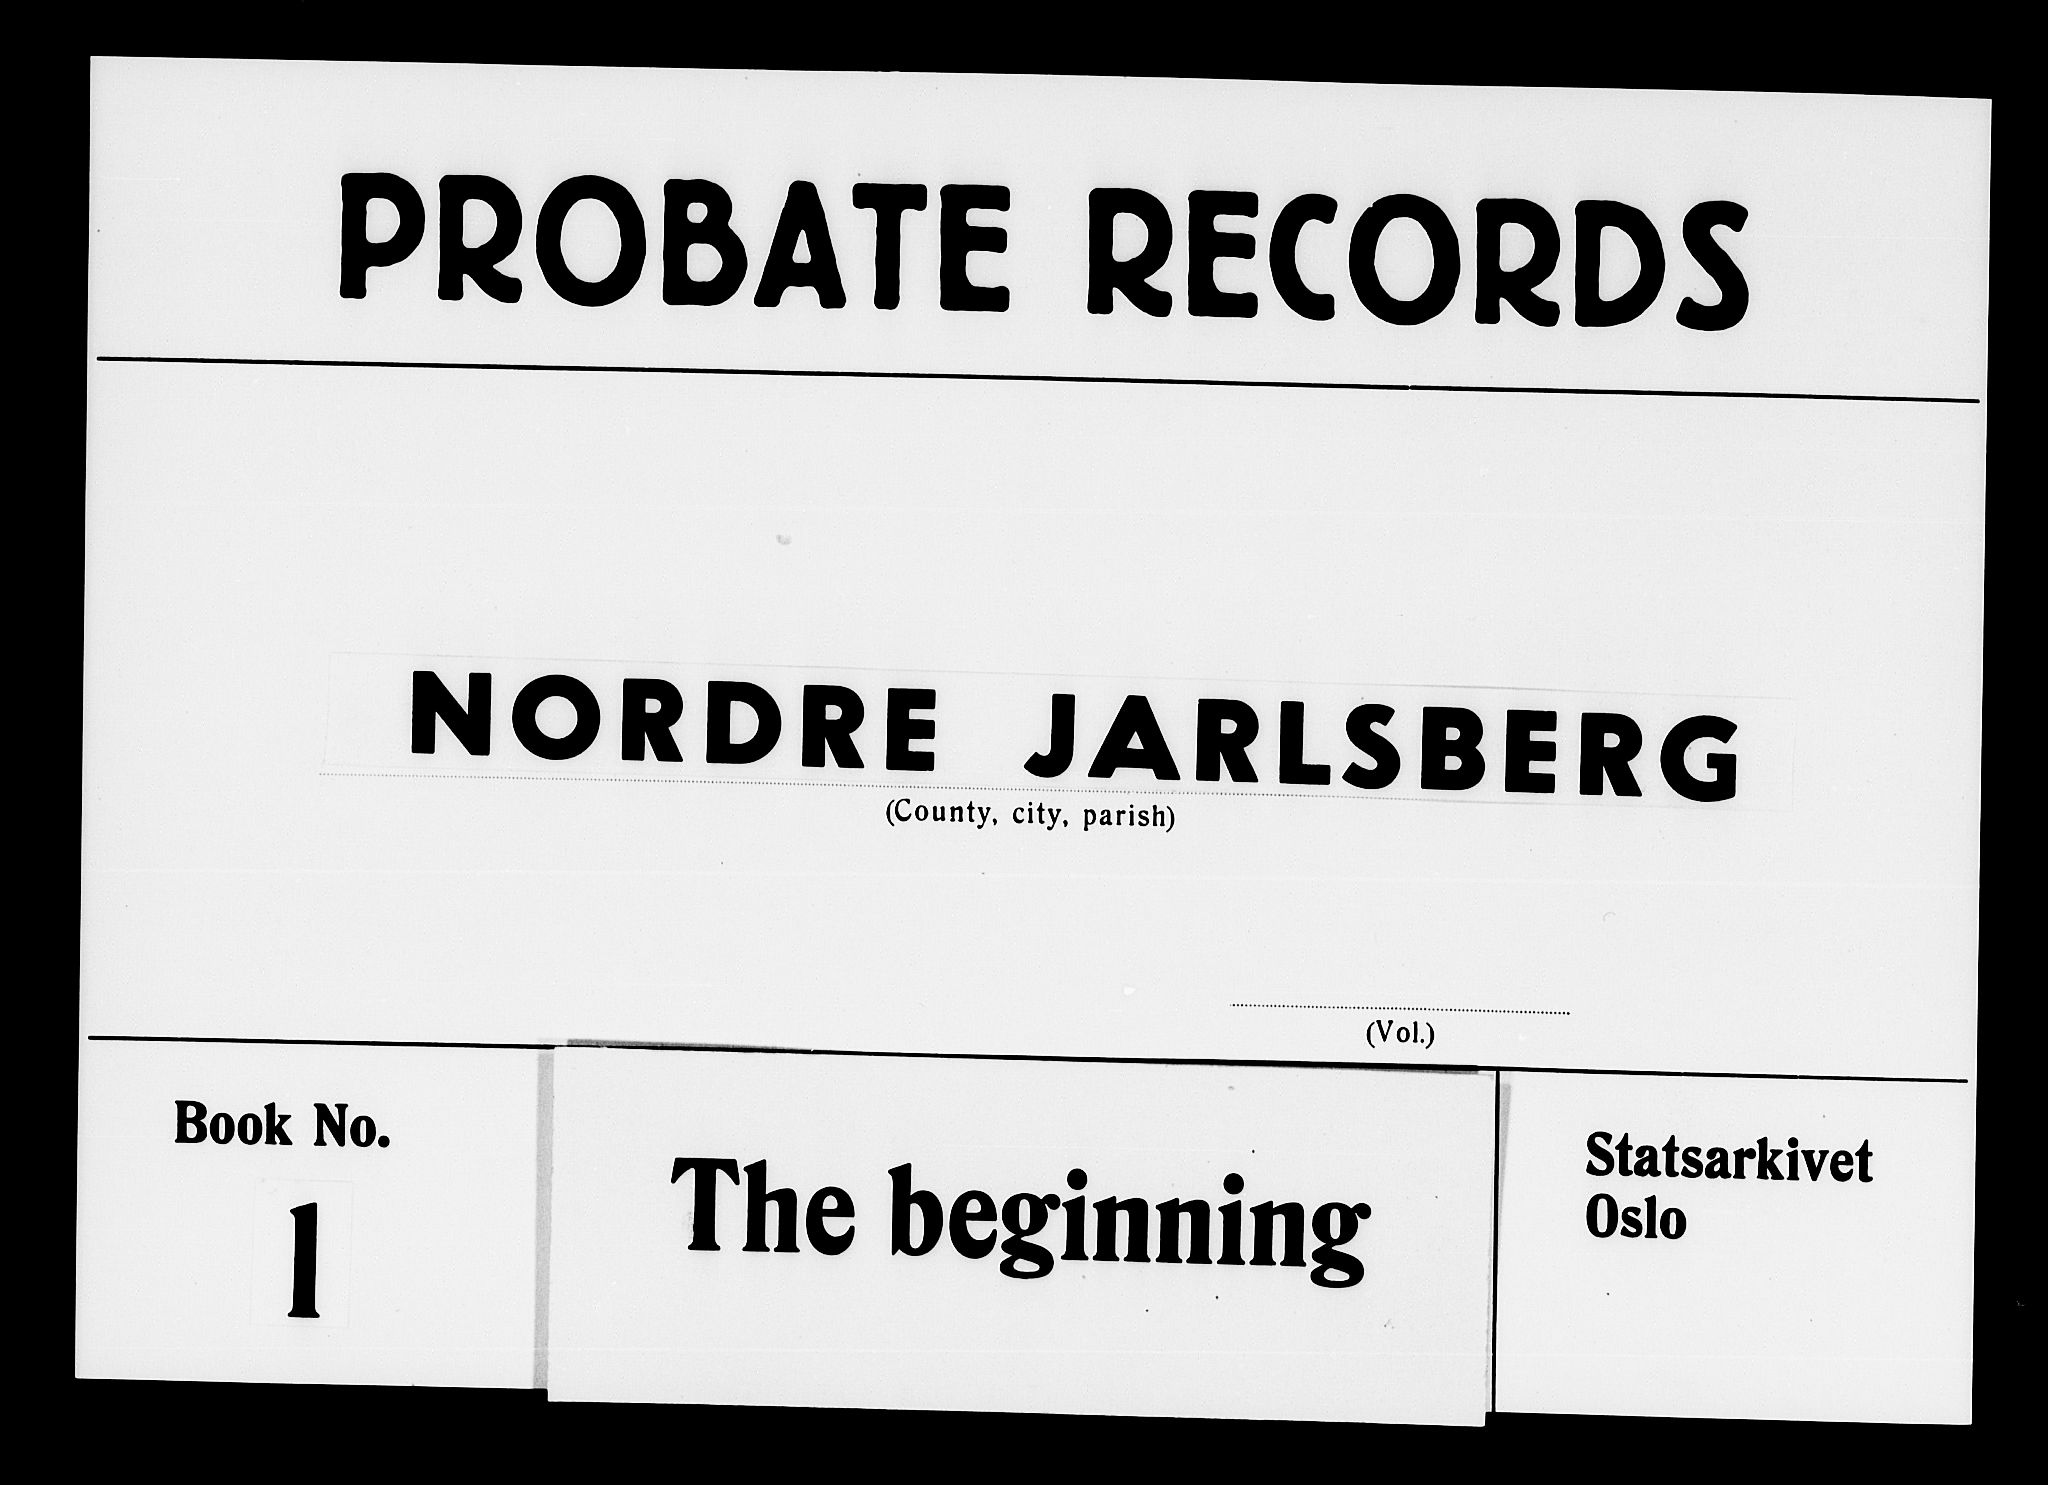 PROBATE RECORDS
NORDRE JARLSBERG
(County, city, parish)
(Vol.)
Book No.
1
The beginning
Statsarkivet
Oslo